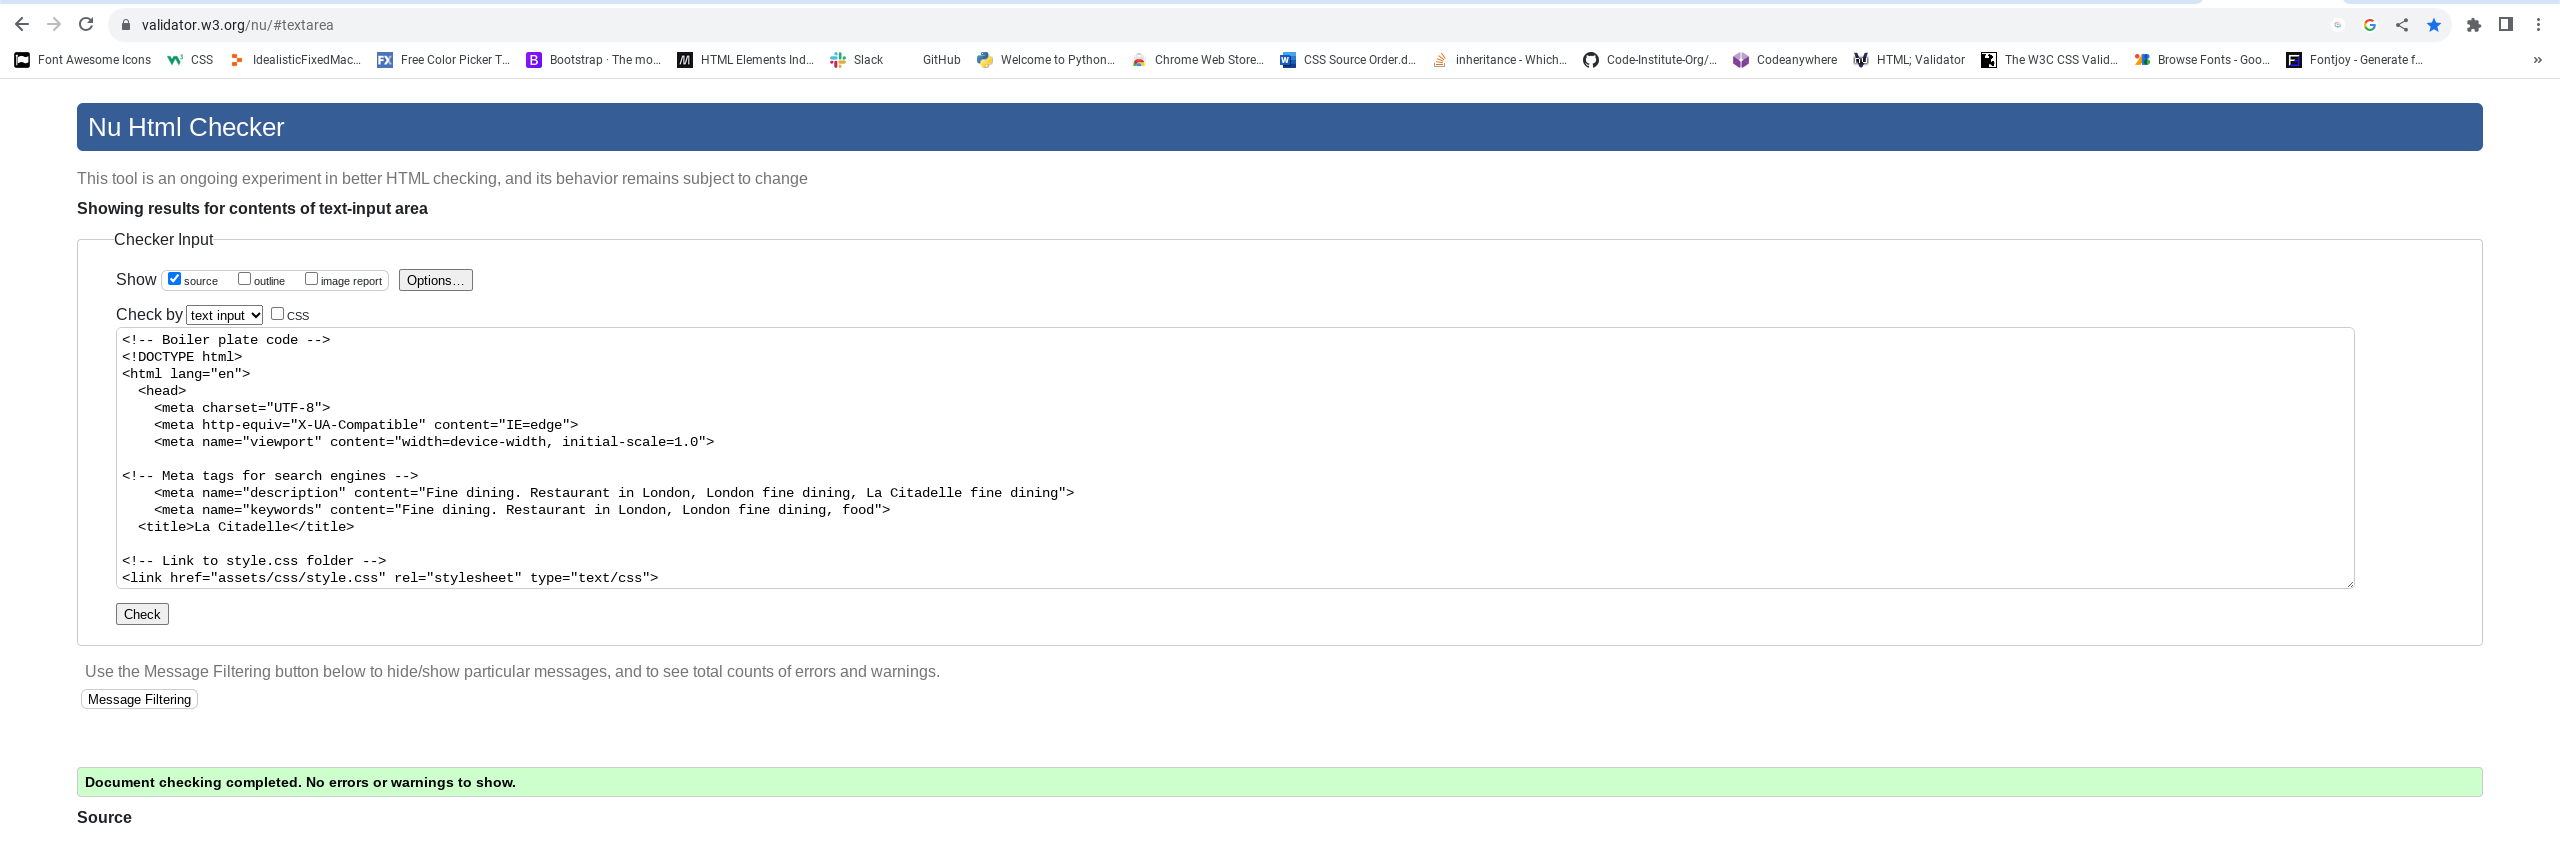 validator.w3.org/nu/#textarea
Font Awesome Icons CSS IdealisticFixedMac... Free Color Picker T... Bootstrap · The mo... HTML Elements Ind... Slack GitHub Welcome to Python... Chrome Web Store... CSS Source Order.d... inheritance - Which... Code-Institute-Org/... Codeanywhere HTML; Validator The W3C CSS Valid... Browse Fonts - Goo... Fontjoy - Generate f... »
Nu Html Checker
This tool is an ongoing experiment in better HTML checking, and its behavior remains subject to change
Showing results for contents of text-input area
Checker Input
Show source outline image report Options...
Check by text input CSS
<!-- Boiler plate code -->
<!DOCTYPE html>
<html lang="en">
  <head>
    <meta charset="UTF-8">
    <meta http-equiv="X-UA-Compatible" content="IE=edge">
    <meta name="viewport" content="width=device-width, initial-scale=1.0">
<!-- Meta tags for search engines -->
    <meta name="description" content="Fine dining. Restaurant in London, London fine dining, La Citadelle fine dining">
    <meta name="keywords" content="Fine dining. Restaurant in London, London fine dining, food">
  <title>La Citadelle</title>
<!-- Link to style.css folder -->
<link href="assets/css/style.css" rel="stylesheet" type="text/css">
Check
Use the Message Filtering button below to hide/show particular messages, and to see total counts of errors and warnings.
Message Filtering
Document checking completed. No errors or warnings to show.
Source